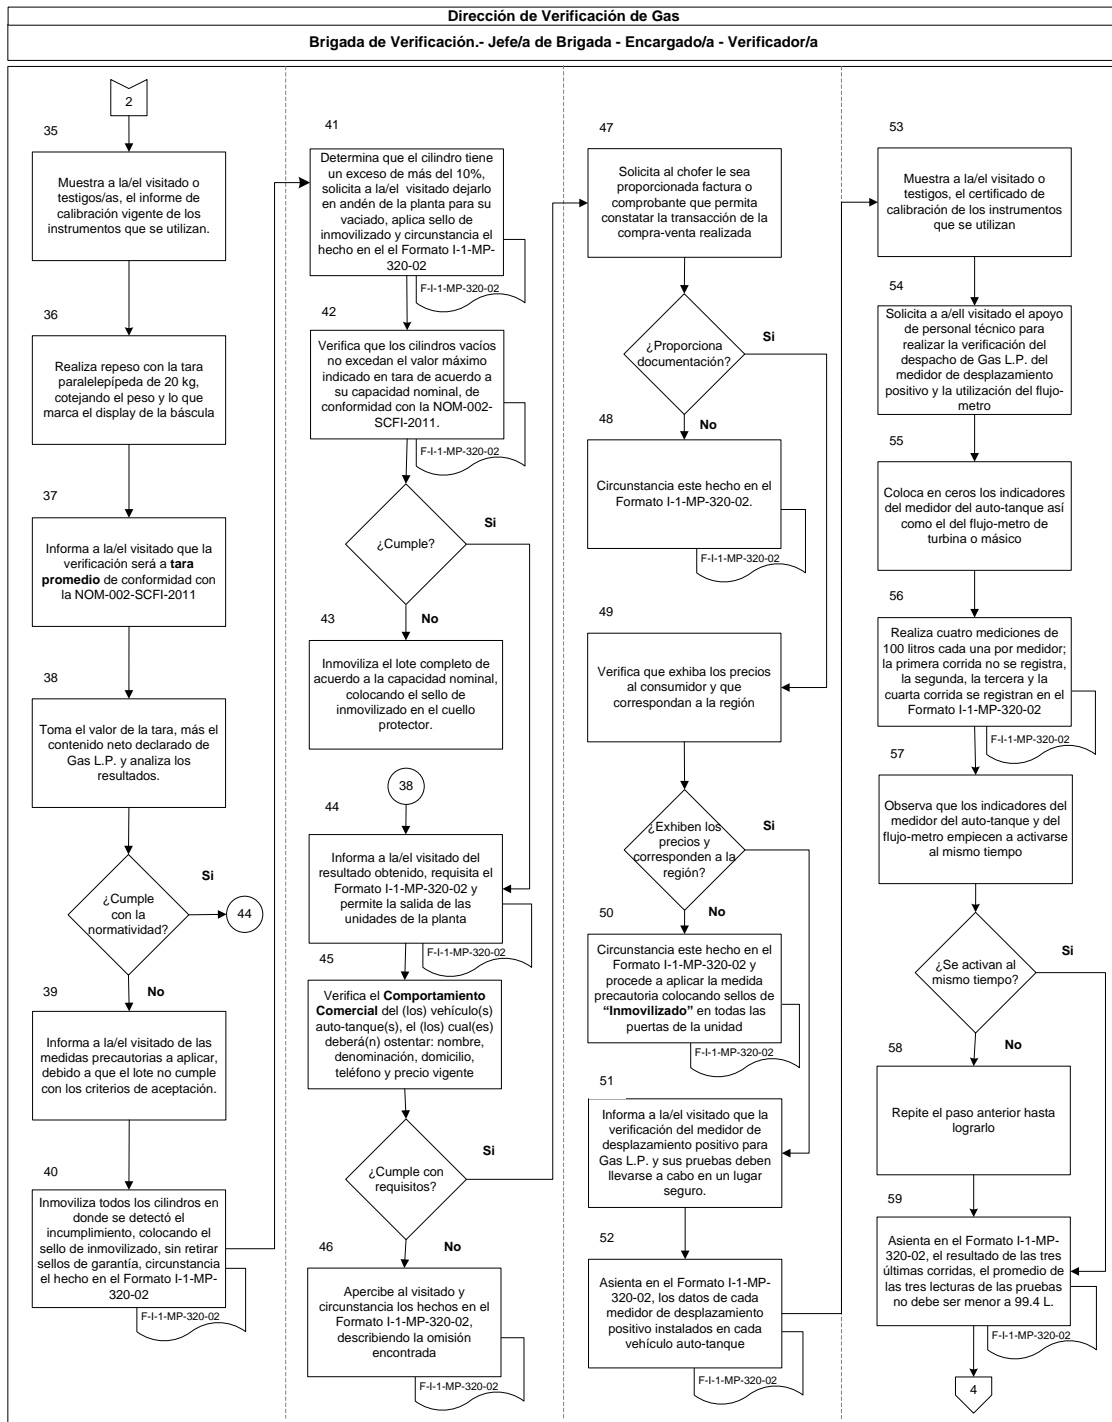 Dirección de Verificación de Gas
Brigada de Verificación.- Jefe/a de Brigada - Encargado/a - Verificador/a
2
35
Muestra a la/el visitado o
testigos/as, el informe de
calibración vigente de los
instrumentos que se utilizan.
36
Realiza repeso con la tara
paralelepípeda de 20 kg,
cotejando el peso y lo que
marca el display de la báscula
37
Informa a la/el visitado que la
verificación será a tara
promedio de conformidad con
la NOM-002-SCFI-2011
38
Toma el valor de la tara, más el
contenido neto declarado de
Gas L.P. y analiza los
resultados.
¿Cumple
con la
normatividad?
Si
44
No
39
Informa a la/el visitado de las
medidas precautorias a aplicar,
debido a que el lote no cumple
con los criterios de aceptación.
40
Inmoviliza todos los cilindros en
donde se detectó el
incumplimiento, colocando el
sello de inmovilizado, sin retirar
sellos de garantía, circunstancia
el hecho en el Formato I-1-MP-
320-02
F-I-1-MP-320-02
41
Determina que el cilindro tiene
un exceso de más del 10%,
solicita a la/el  visitado dejarlo
en andén de la planta para su
vaciado, aplica sello de
inmovilizado y circunstancia el
hecho en el el Formato I-1-MP-
320-02
F-I-1-MP-320-02
42
Verifica que los cilindros vacíos
no excedan el valor máximo
indicado en tara de acuerdo a
su capacidad nominal, de
conformidad con la NOM-002-
SCFI-2011.
F-I-1-MP-320-02
¿Cumple?
Si
No
43
Inmoviliza el lote completo de
acuerdo a la capacidad nominal,
colocando el sello de
inmovilizado en el cuello
protector.
38
44
Informa a la/el visitado del
resultado obtenido, requisita el
Formato I-1-MP-320-02 y
permite la salida de las
unidades de la planta
F-I-1-MP-320-02
45
Verifica el Comportamiento
Comercial del (los) vehículo(s)
auto-tanque(s), el (los) cual(es)
deberá(n) ostentar: nombre,
denominación, domicilio,
teléfono y precio vigente
¿Cumple con
requisitos?
Si
No
46
Apercibe al visitado y
circunstancia los hechos en el
Formato I-1-MP-320-02,
describiendo la omisión
encontrada
F-I-1-MP-320-02
47
Solicita al chofer le sea
proporcionada factura o
comprobante que permita
constatar la transacción de la
compra-venta realizada
¿Proporciona
documentación?
Si
No
48
Circunstancia este hecho en el
Formato I-1-MP-320-02.
F-I-1-MP-320-02
49
Verifica que exhiba los precios
al consumidor y que
correspondan a la región
¿Exhiben los
precios y
corresponden a la
región?
Si
No
50
Circunstancia este hecho en el
Formato I-1-MP-320-02 y
procede a aplicar la medida
precautoria colocando sellos de
“Inmovilizado” en todas las
puertas de la unidad
F-I-1-MP-320-02
51
Informa a la/el visitado que la
verificación del medidor de
desplazamiento positivo para
Gas L.P. y sus pruebas deben
llevarse a cabo en un lugar
seguro.
52
Asienta en el Formato I-1-MP-
320-02, los datos de cada
medidor de desplazamiento
positivo instalados en cada
vehículo auto-tanque
F-I-1-MP-320-02
53
Muestra a la/el visitado o
testigos, el certificado de
calibración de los instrumentos
que se utilizan
54
Solicita a a/ell visitado el apoyo
de personal técnico para
realizar la verificación del
despacho de Gas L.P. del
medidor de desplazamiento
positivo y la utilización del flujo-
metro
55
Coloca en ceros los indicadores
del medidor del auto-tanque así
como el del flujo-metro de
turbina o másico
56
Realiza cuatro mediciones de
100 litros cada una por medidor;
la primera corrida no se registra,
la segunda, la tercera y la
cuarta corrida se registran en el
Formato I-1-MP-320-02
F-I-1-MP-320-02
57
Observa que los indicadores del
medidor del auto-tanque y del
flujo-metro empiecen a activarse
al mismo tiempo
¿Se activan al
mismo tiempo?
Si
No
58
Repite el paso anterior hasta
lograrlo
59
Asienta en el Formato I-1-MP-
320-02, el resultado de las tres
últimas corridas, el promedio de
las tres lecturas de las pruebas
no debe ser menor a 99.4 L.
F-I-1-MP-320-02
4